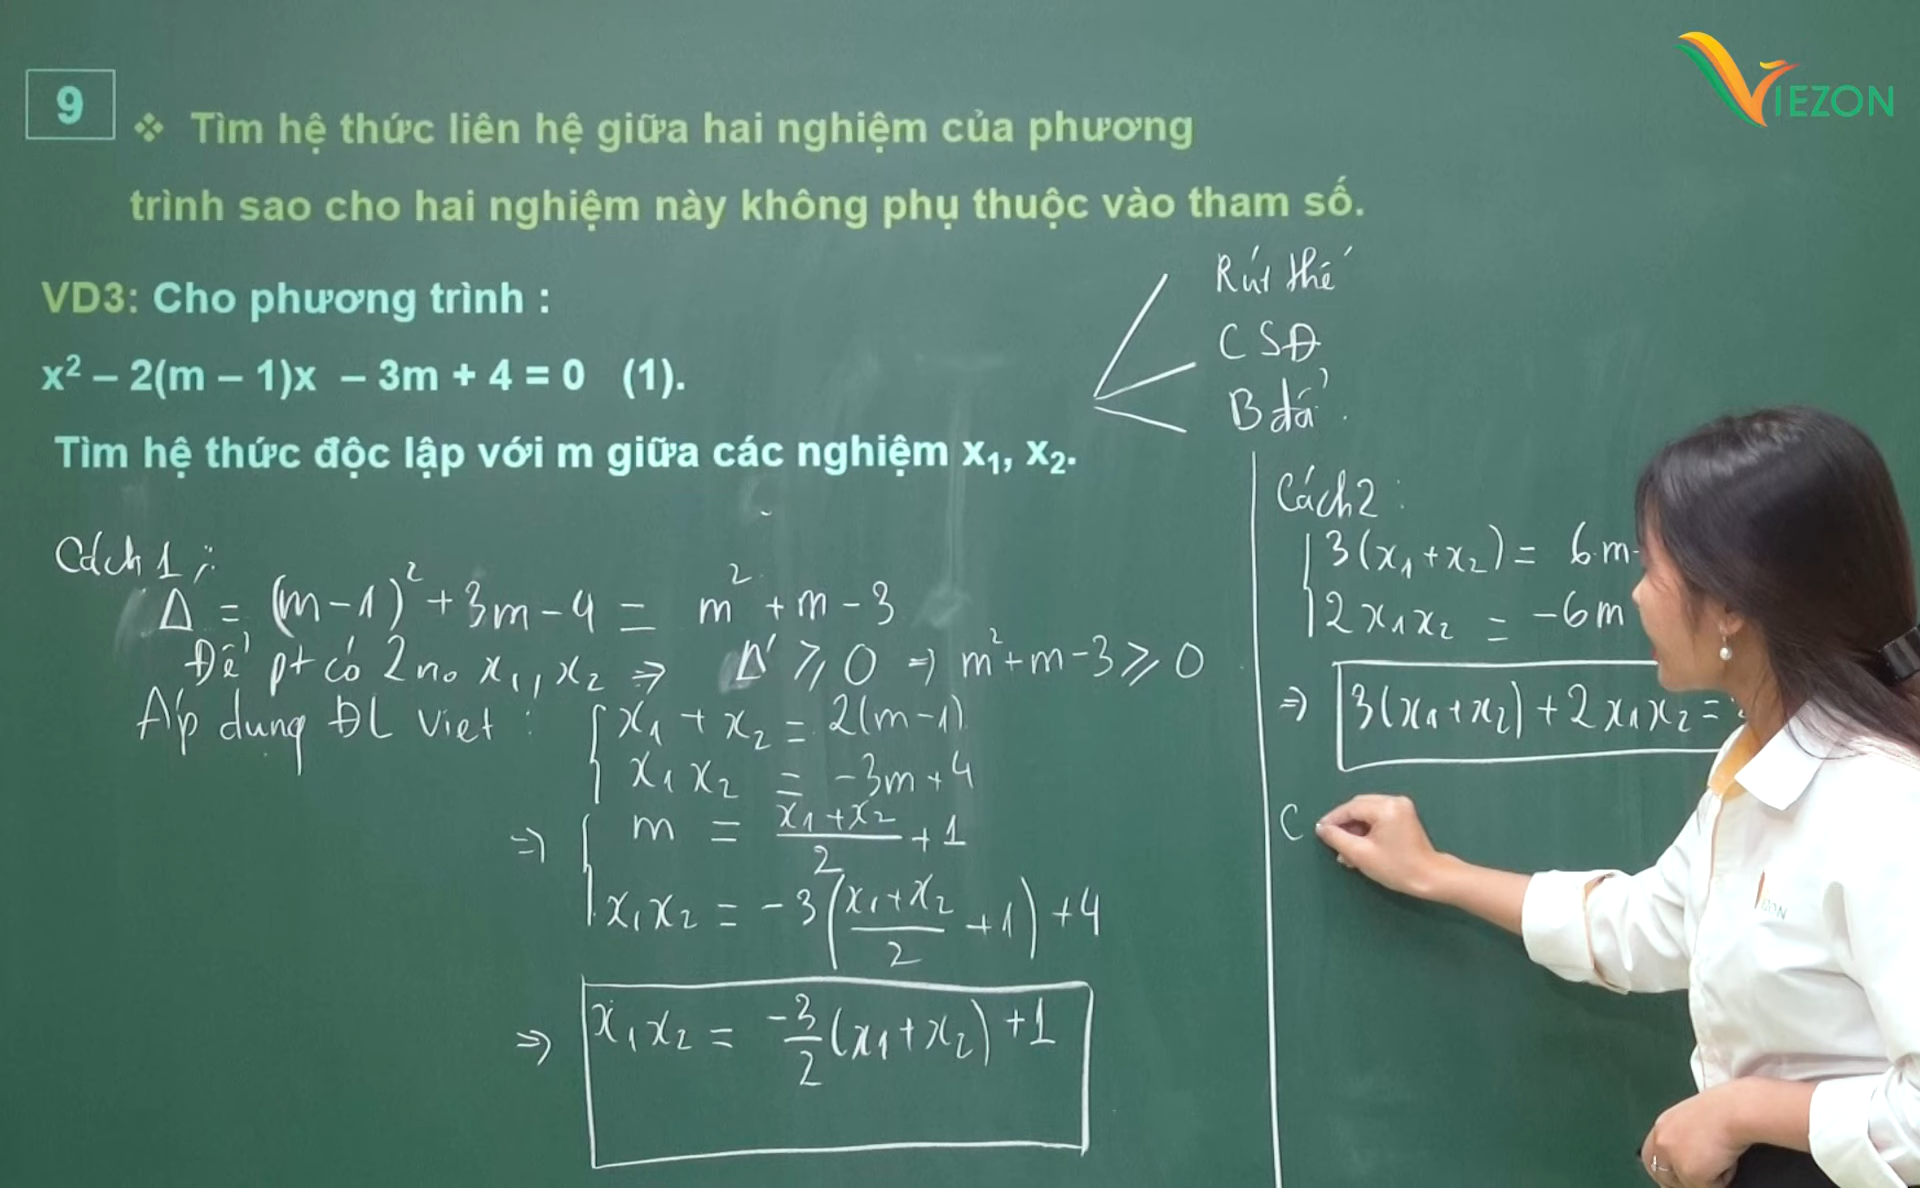 VIEZON
9
❖ Tìm hệ thức liên hệ giữa hai nghiệm của phương
trình sao cho hai nghiệm này không phụ thuộc vào tham số.
VD3: Cho phương trình :
x² – 2(m – 1)x – 3m + 4 = 0 (1).
Tìm hệ thức độc lập với m giữa các nghiệm x₁, x₂.
Rút thế
CSĐ
B đổi
Cách 1:
Δ = (m-1)² + 3m - 4 = m² + m - 3
Để pt có 2 no x₁, x₂ => Δ' ⩾ 0 => m² + m - 3 ⩾ 0
Áp dung ĐL Viet : { x₁ + x₂ = 2(m-1)
x₁x₂ = -3m+4
=> { m = (x₁+x₂)/2 + 1
x₁x₂ = -3((x₁+x₂)/2 + 1) + 4
=> x₁x₂ = -3/2 (x₁+x₂) + 1
Cách 2:
3(x₁+x₂) = 6m-
2x₁x₂ = -6m
=> 3(x₁+x₂) + 2x₁x₂ =
C